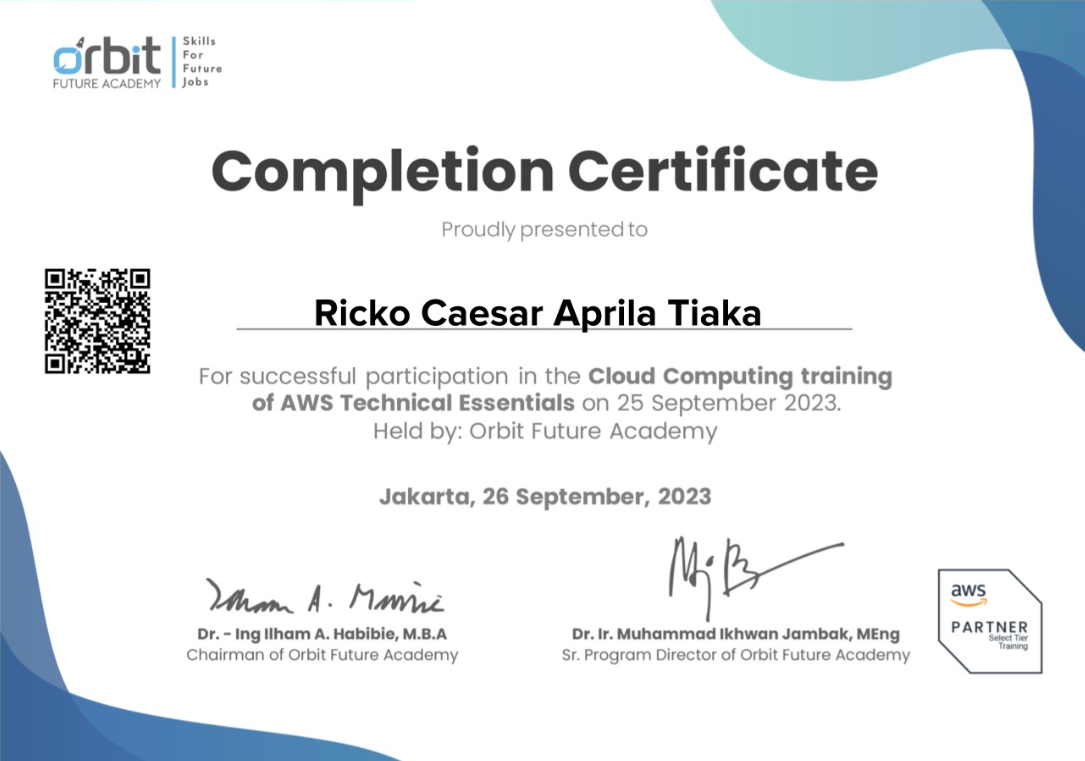 orbit
FUTURE ACADEMY
Skills
For
Future
Jobs
Completion Certificate
Proudly presented to
Ricko Caesar Aprila Tiaka
For successful participation in the Cloud Computing training
of AWS Technical Essentials on 25 September 2023.
Held by: Orbit Future Academy
Jakarta, 26 September, 2023
Dr. - Ing Ilham A. Habibie, M.B.A
Chairman of Orbit Future Academy
Dr. Ir. Muhammad Ikhwan Jambak, MEng
Sr. Program Director of Orbit Future Academy
aws
PARTNER
Select Tier
Training